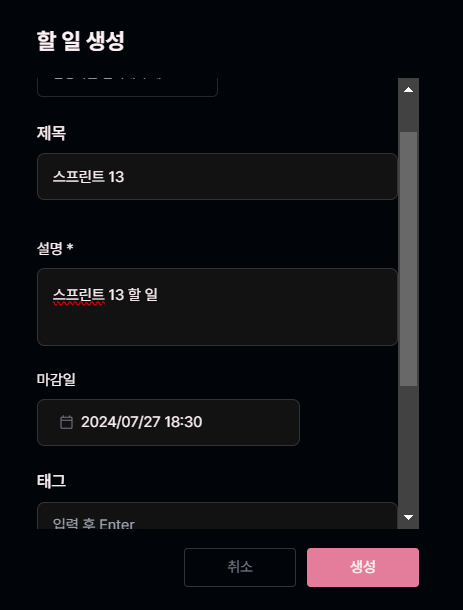 할 일 생성
제목
스프린트 13
설명 *
스프린트 13 할 일
마감일
2024/07/27 18:30
태그
입력 후 Enter
취소
생성